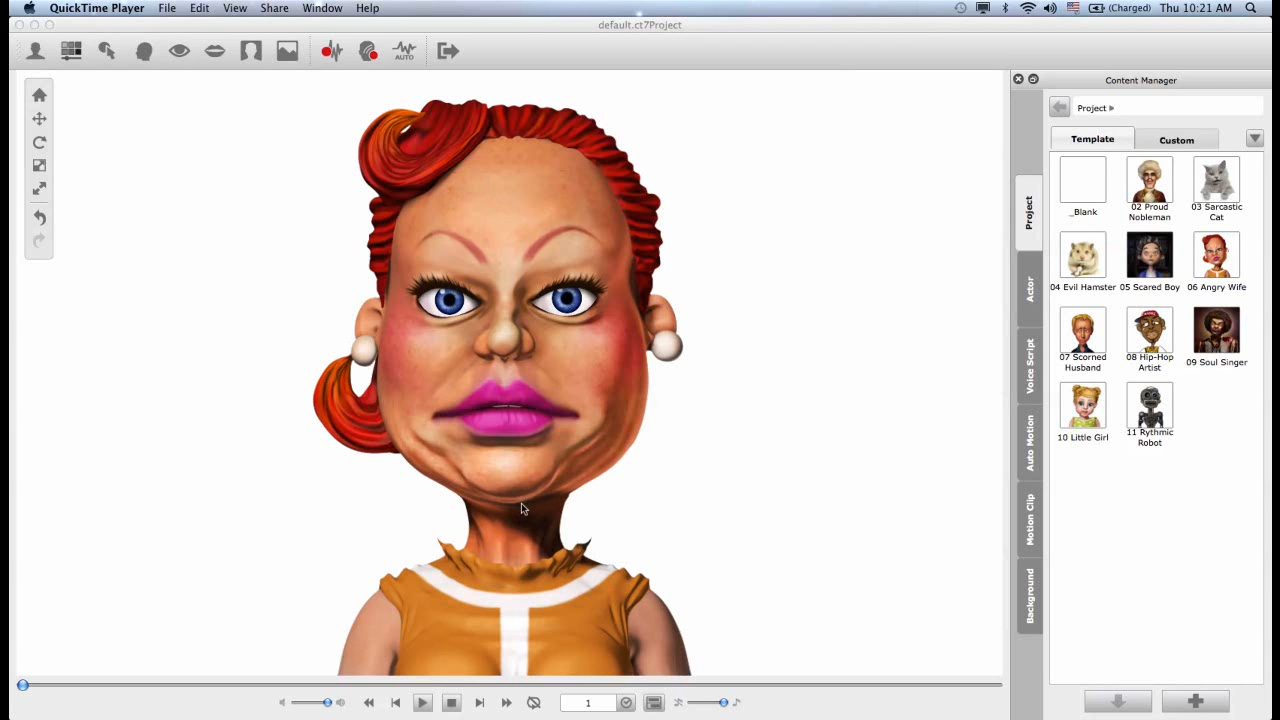 QuickTime Player File Edit View Share Window Help (Charged) Thu 10:21 AM
default.ct7Project
AUTO
Content Manager
Project
Template Custom
_Blank
02 Proud Nobleman
03 Sarcastic Cat
04 Evil Hamster
05 Scared Boy
06 Angry Wife
07 Scorned Husband
08 Hip-Hop Artist
09 Soul Singer
10 Little Girl
11 Rythmic Robot
Project
Actor
Voice Script
Auto Motion
Motion Clip
Background
1